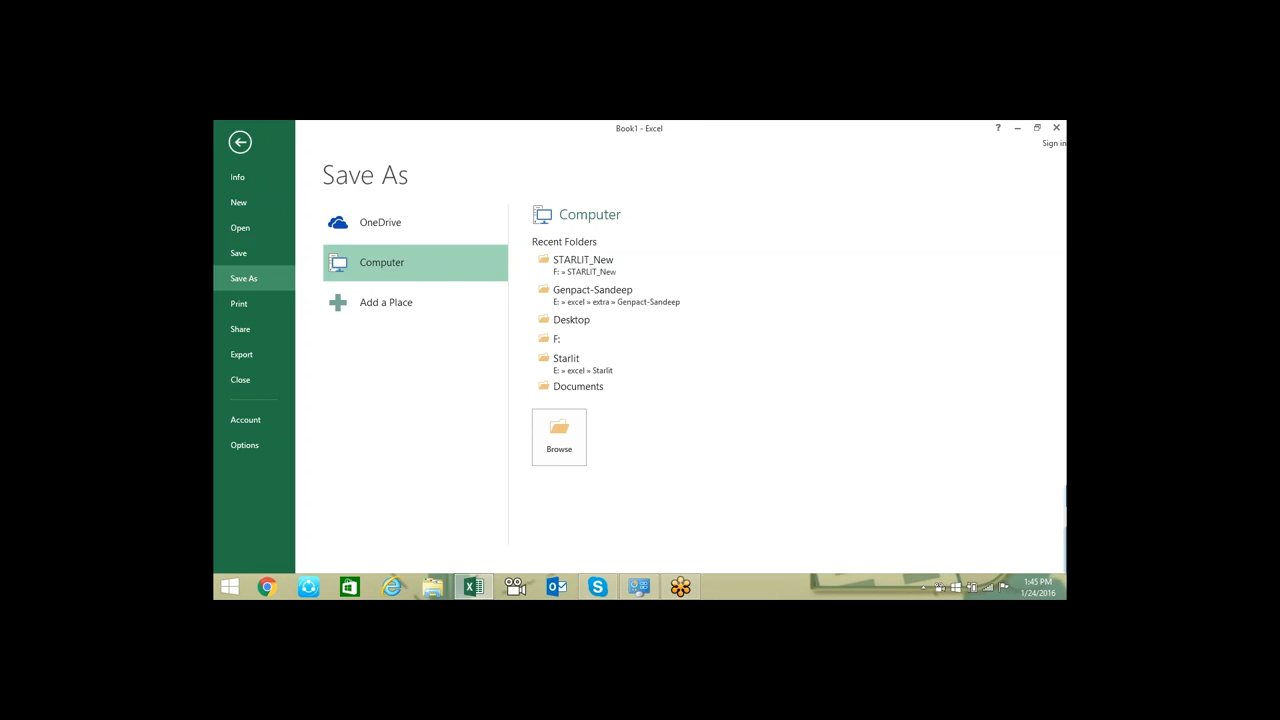 Book1 - Excel
Sign in
Info
New
Open
Save
Save As
Print
Share
Export
Close
Account
Options
Save As
OneDrive
Computer
Add a Place
Computer
Recent Folders
STARLIT_New
F: » STARLIT_New
Genpact-Sandeep
E: » excel » extra » Genpact-Sandeep
Desktop
F:
Starlit
E: » excel » Starlit
Documents
Browse
1:45 PM
1/24/2016